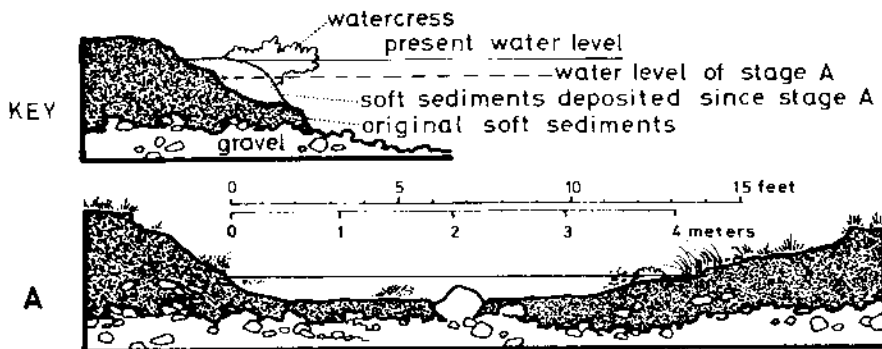 watercress
present water level
water level of stage A
KEY
soft sediments deposited since stage A
original soft sediments
gravel
0 5 10 15 feet
0 1 2 3 4 meters
A